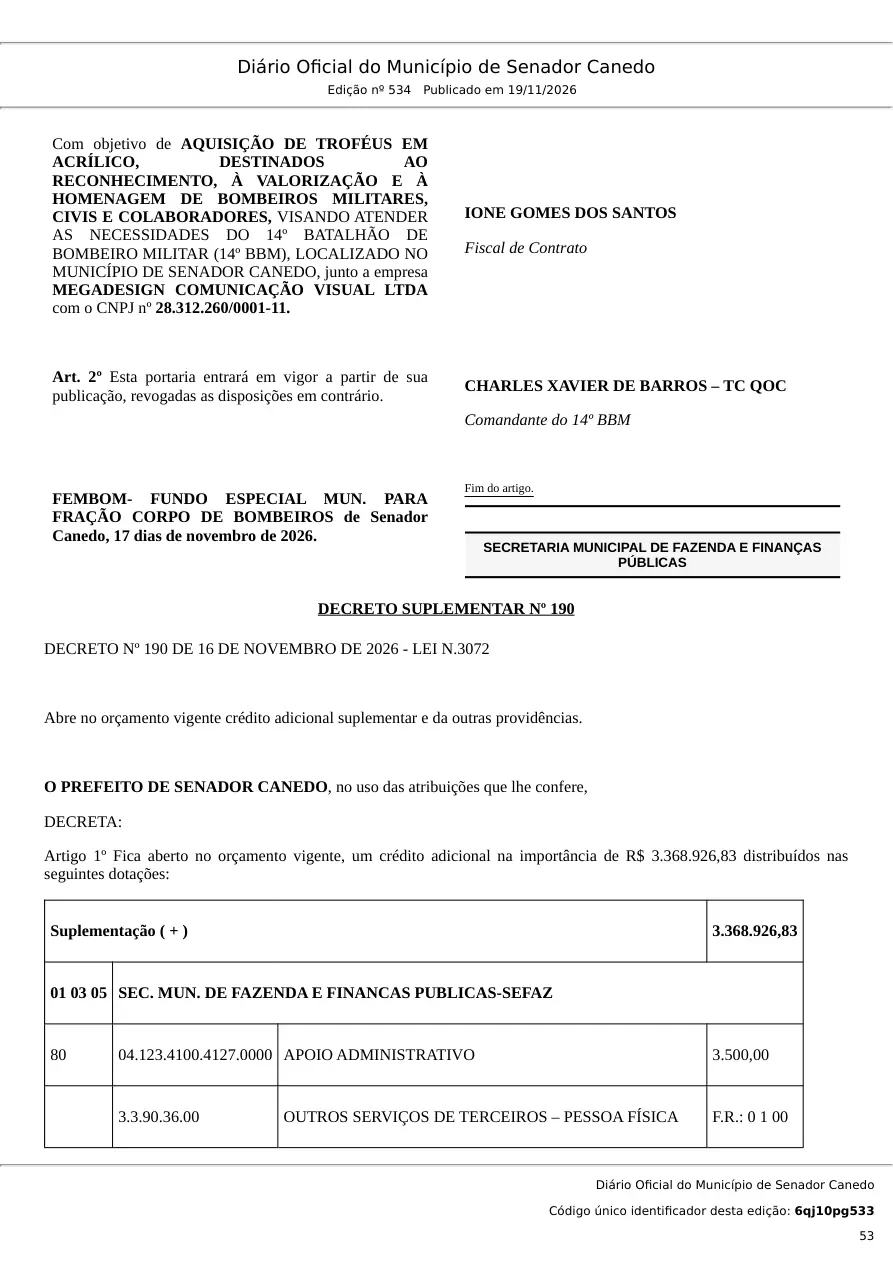 Diário Oficial do Município de Senador Canedo
Edição nº 534 Publicado em 19/11/2026
Com objetivo de AQUISIÇÃO DE TROFÉUS EM
ACRÍLICO, DESTINADOS AO
RECONHECIMENTO, À VALORIZAÇÃO E À
HOMENAGEM DE BOMBEIROS MILITARES,
CIVIS E COLABORADORES, VISANDO ATENDER
AS NECESSIDADES DO 14º BATALHÃO DE
BOMBEIRO MILITAR (14º BBM), LOCALIZADO NO
MUNICÍPIO DE SENADOR CANEDO, junto a empresa
MEGADESIGN COMUNICAÇÃO VISUAL LTDA
com o CNPJ nº 28.312.260/0001-11.
Art. 2º Esta portaria entrará em vigor a partir de sua
publicação, revogadas as disposições em contrário.
FEMBOM- FUNDO ESPECIAL MUN. PARA
FRAÇÃO CORPO DE BOMBEIROS de Senador
Canedo, 17 dias de novembro de 2026.
IONE GOMES DOS SANTOS
Fiscal de Contrato
CHARLES XAVIER DE BARROS – TC QOC
Comandante do 14º BBM
Fim do artigo.
SECRETARIA MUNICIPAL DE FAZENDA E FINANÇAS
PÚBLICAS
DECRETO SUPLEMENTAR Nº 190
DECRETO Nº 190 DE 16 DE NOVEMBRO DE 2026 - LEI N.3072
Abre no orçamento vigente crédito adicional suplementar e da outras providências.
O PREFEITO DE SENADOR CANEDO, no uso das atribuições que lhe confere,
DECRETA:
Artigo 1º Fica aberto no orçamento vigente, um crédito adicional na importância de R$ 3.368.926,83 distribuídos nas
seguintes dotações:
Suplementação ( + ) 3.368.926,83
01 03 05 SEC. MUN. DE FAZENDA E FINANCAS PUBLICAS-SEFAZ
80 04.123.4100.4127.0000 APOIO ADMINISTRATIVO 3.500,00
3.3.90.36.00 OUTROS SERVIÇOS DE TERCEIROS – PESSOA FÍSICA F.R.: 0 1 00
Diário Oficial do Município de Senador Canedo
Código único identificador desta edição: 6qj10pg533
53